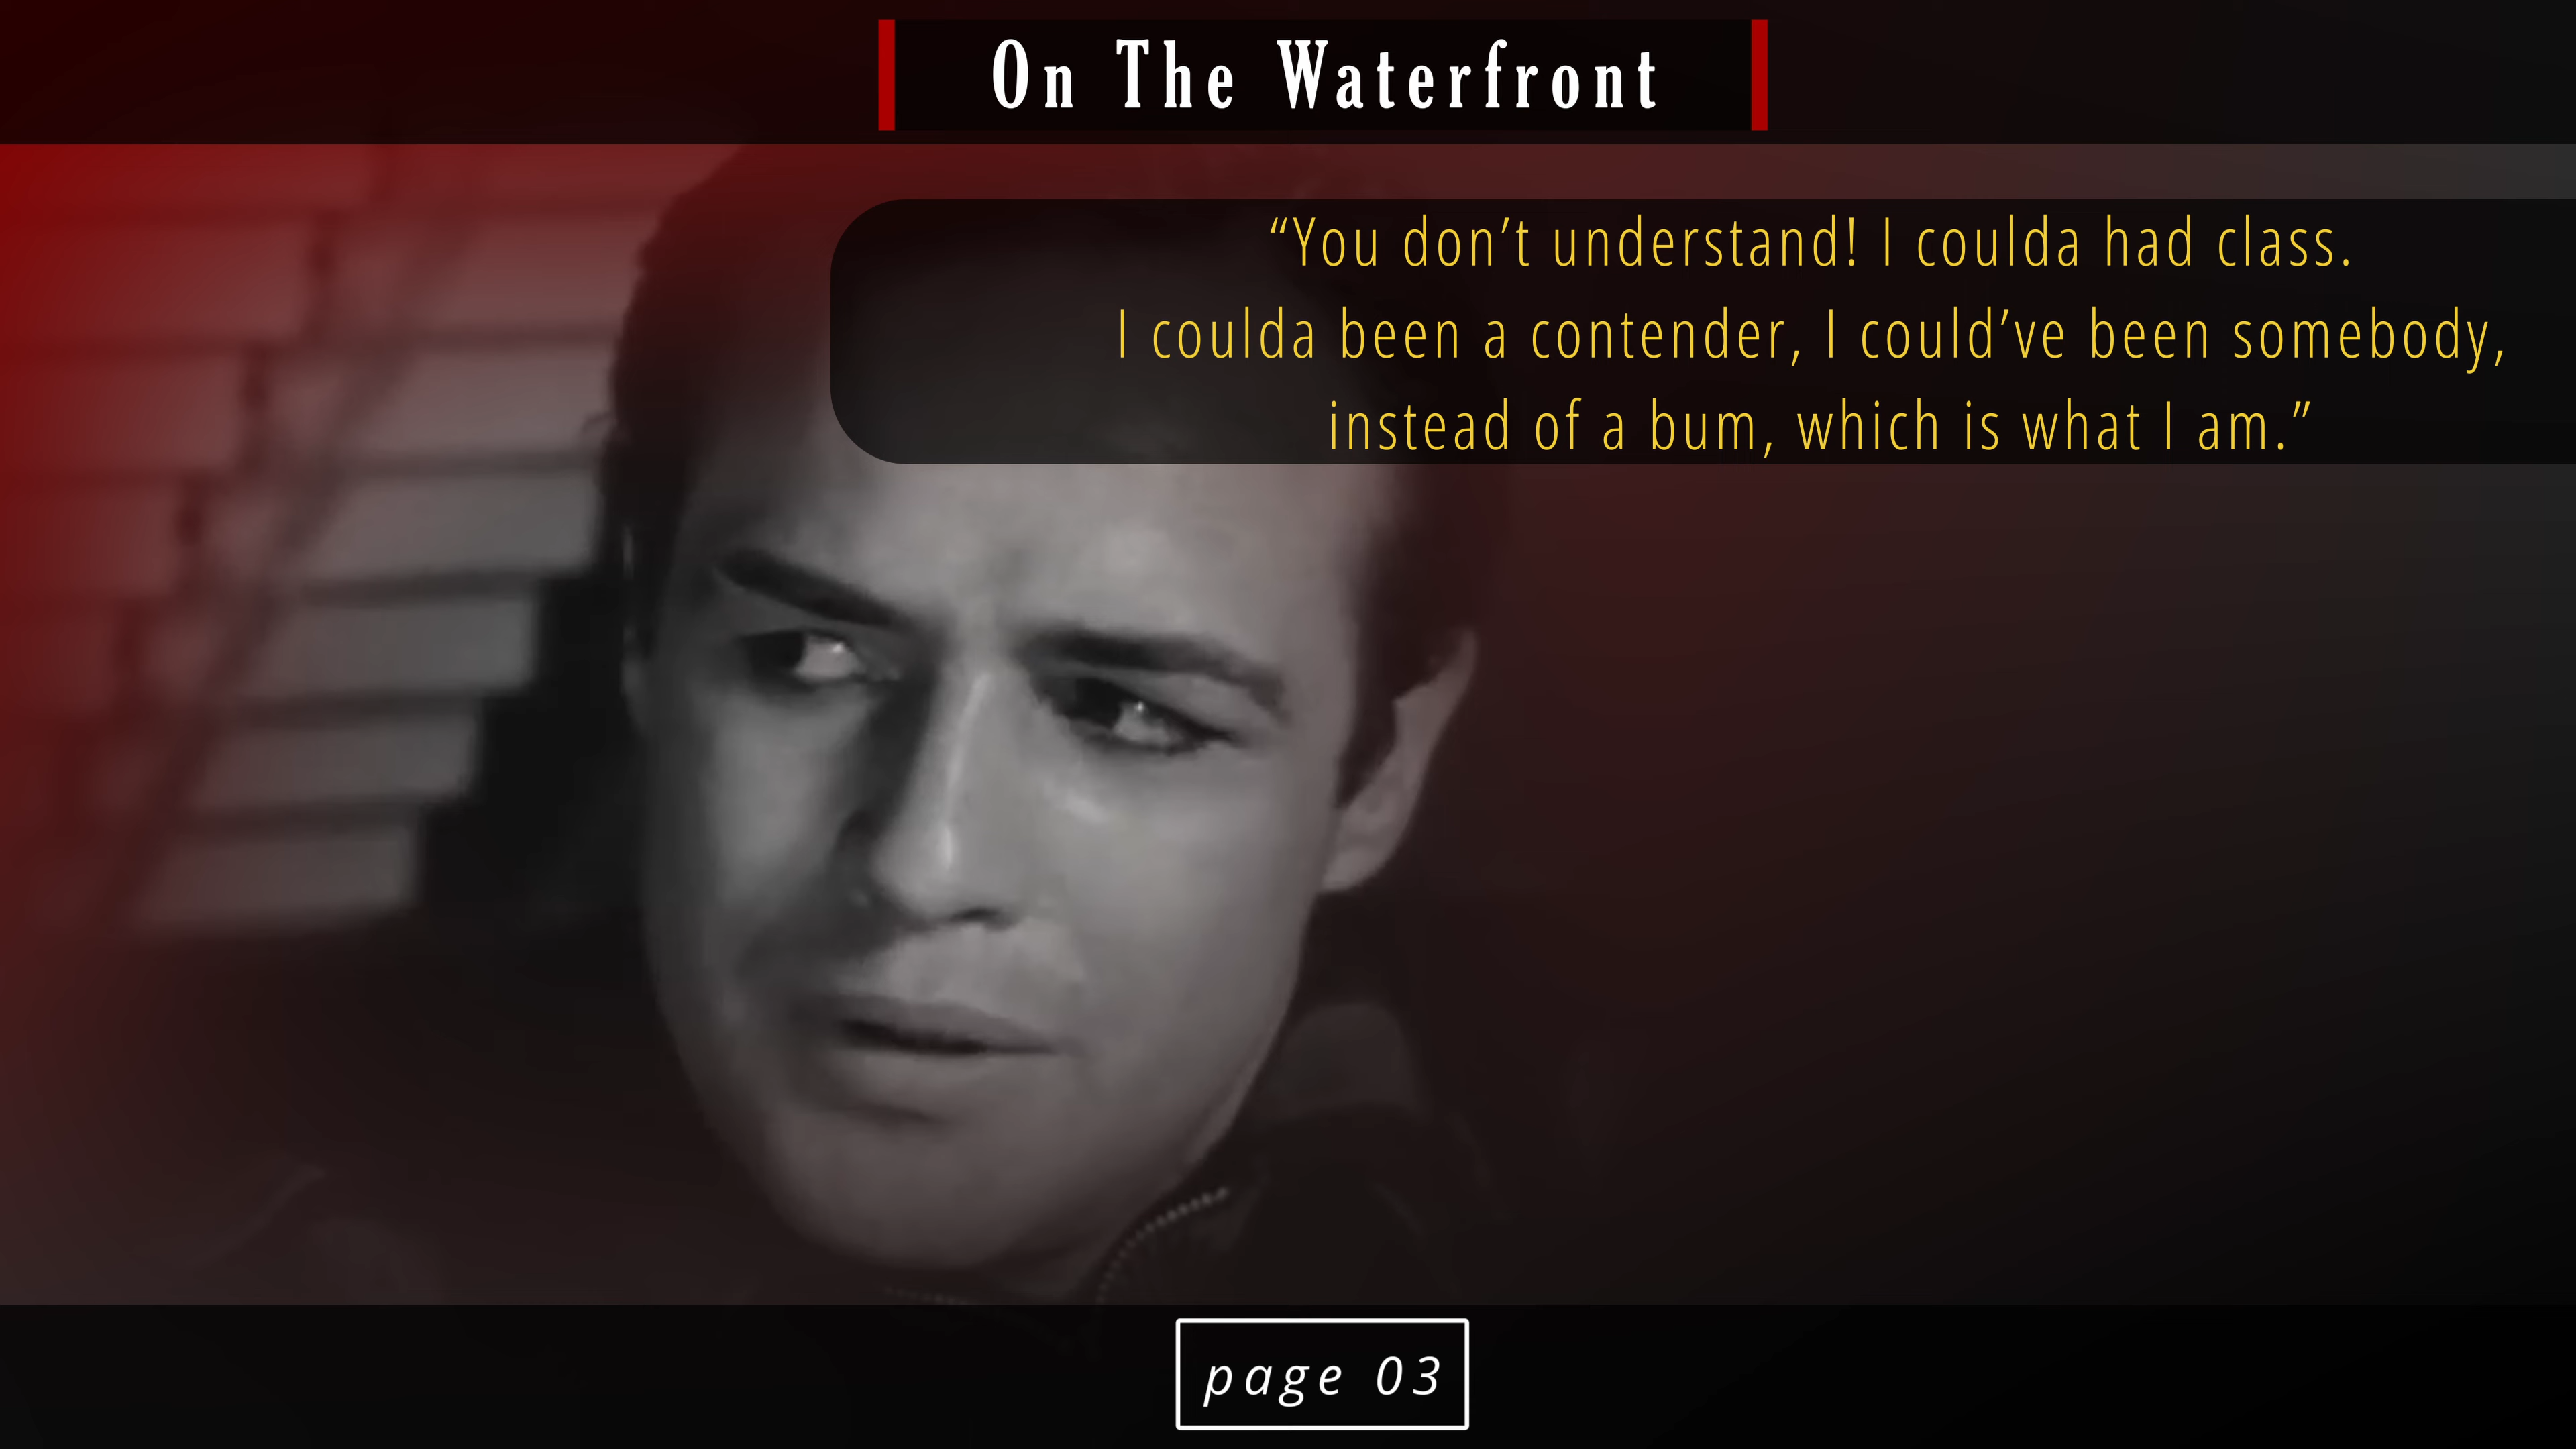 On The Waterfront
“You don’t understand! I coulda had class.
I coulda been a contender, I could’ve been somebody,
instead of a bum, which is what I am.”
page 03